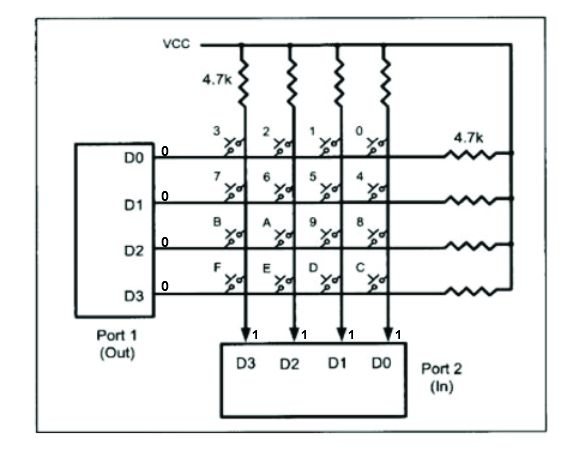 VCC
4.7k
3 2 1 0
4.7k
D0 0
7 6 5 4
D1 0
B A 9 8
D2 0
F E D C
D3 0
Port 1
(Out)
1 1 1 1
D3 D2 D1 D0
Port 2
(In)